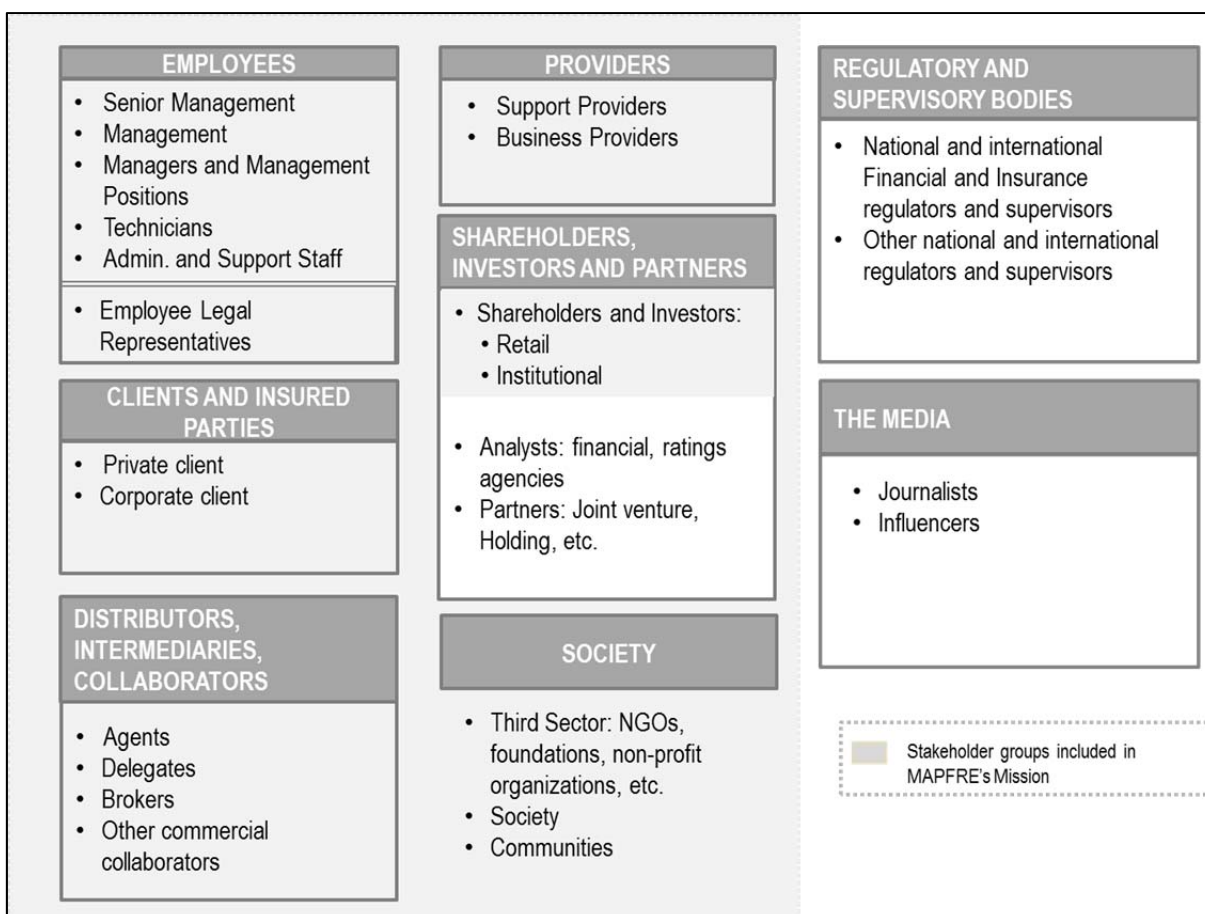 EMPLOYEES
• Senior Management
• Management
• Managers and Management
Positions
• Technicians
• Admin. and Support Staff
• Employee Legal
Representatives
CLIENTS AND INSURED
PARTIES
• Private client
• Corporate client
DISTRIBUTORS,
INTERMEDIARIES,
COLLABORATORS
• Agents
• Delegates
• Brokers
• Other commercial
collaborators
PROVIDERS
• Support Providers
• Business Providers
SHAREHOLDERS,
INVESTORS AND PARTNERS
• Shareholders and Investors:
• Retail
• Institutional
• Analysts: financial, ratings
agencies
• Partners: Joint venture,
Holding, etc.
SOCIETY
• Third Sector: NGOs,
foundations, non-profit
organizations, etc.
• Society
• Communities
REGULATORY AND
SUPERVISORY BODIES
• National and international
Financial and Insurance
regulators and supervisors
• Other national and international
regulators and supervisors
THE MEDIA
• Journalists
• Influencers
Stakeholder groups included in
MAPFRE's Mission